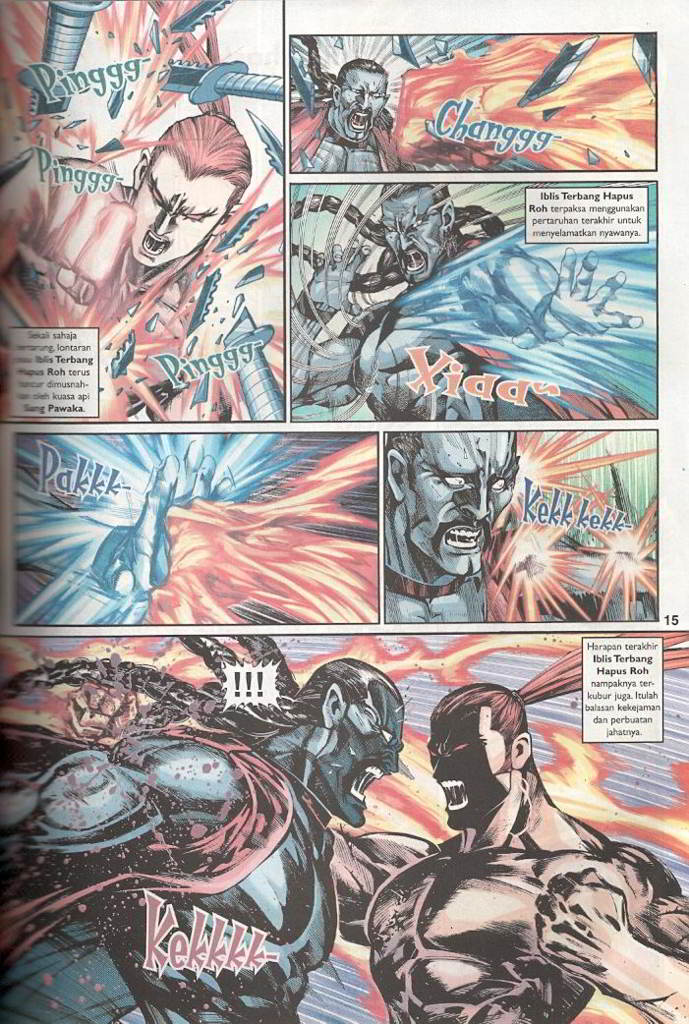 Pinggg-
Pinggg-
Pinggg-
Sekali sahaja
bertarung, lontaran
Iblis Terbang
Hapus Roh terus
hancur dimusnah-
kan oleh kuasa api
Sang Pawaka.
Changgg-
Iblis Terbang Hapus
Roh terpaksa menggunakan
pertaruhan terakhir untuk
menyelamatkan nyawanya.
Xiaau-
Pakkk-
Kekk kekk-
15
!!!
Harapan terakhir
Iblis Terbang
Hapus Roh
nampaknya ter-
kubur juga. Itulah
balasan kekejaman
dan perbuatan
jahatnya.
Kekkkk-